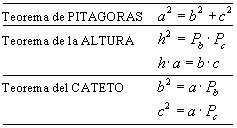 Teorema de PITAGORAS a² = b² + c²
Teorema de la ALTURA h² = P_b · P_c
h · a = b · c
Teorema del CATETO b² = a · P_b
c² = a · P_c